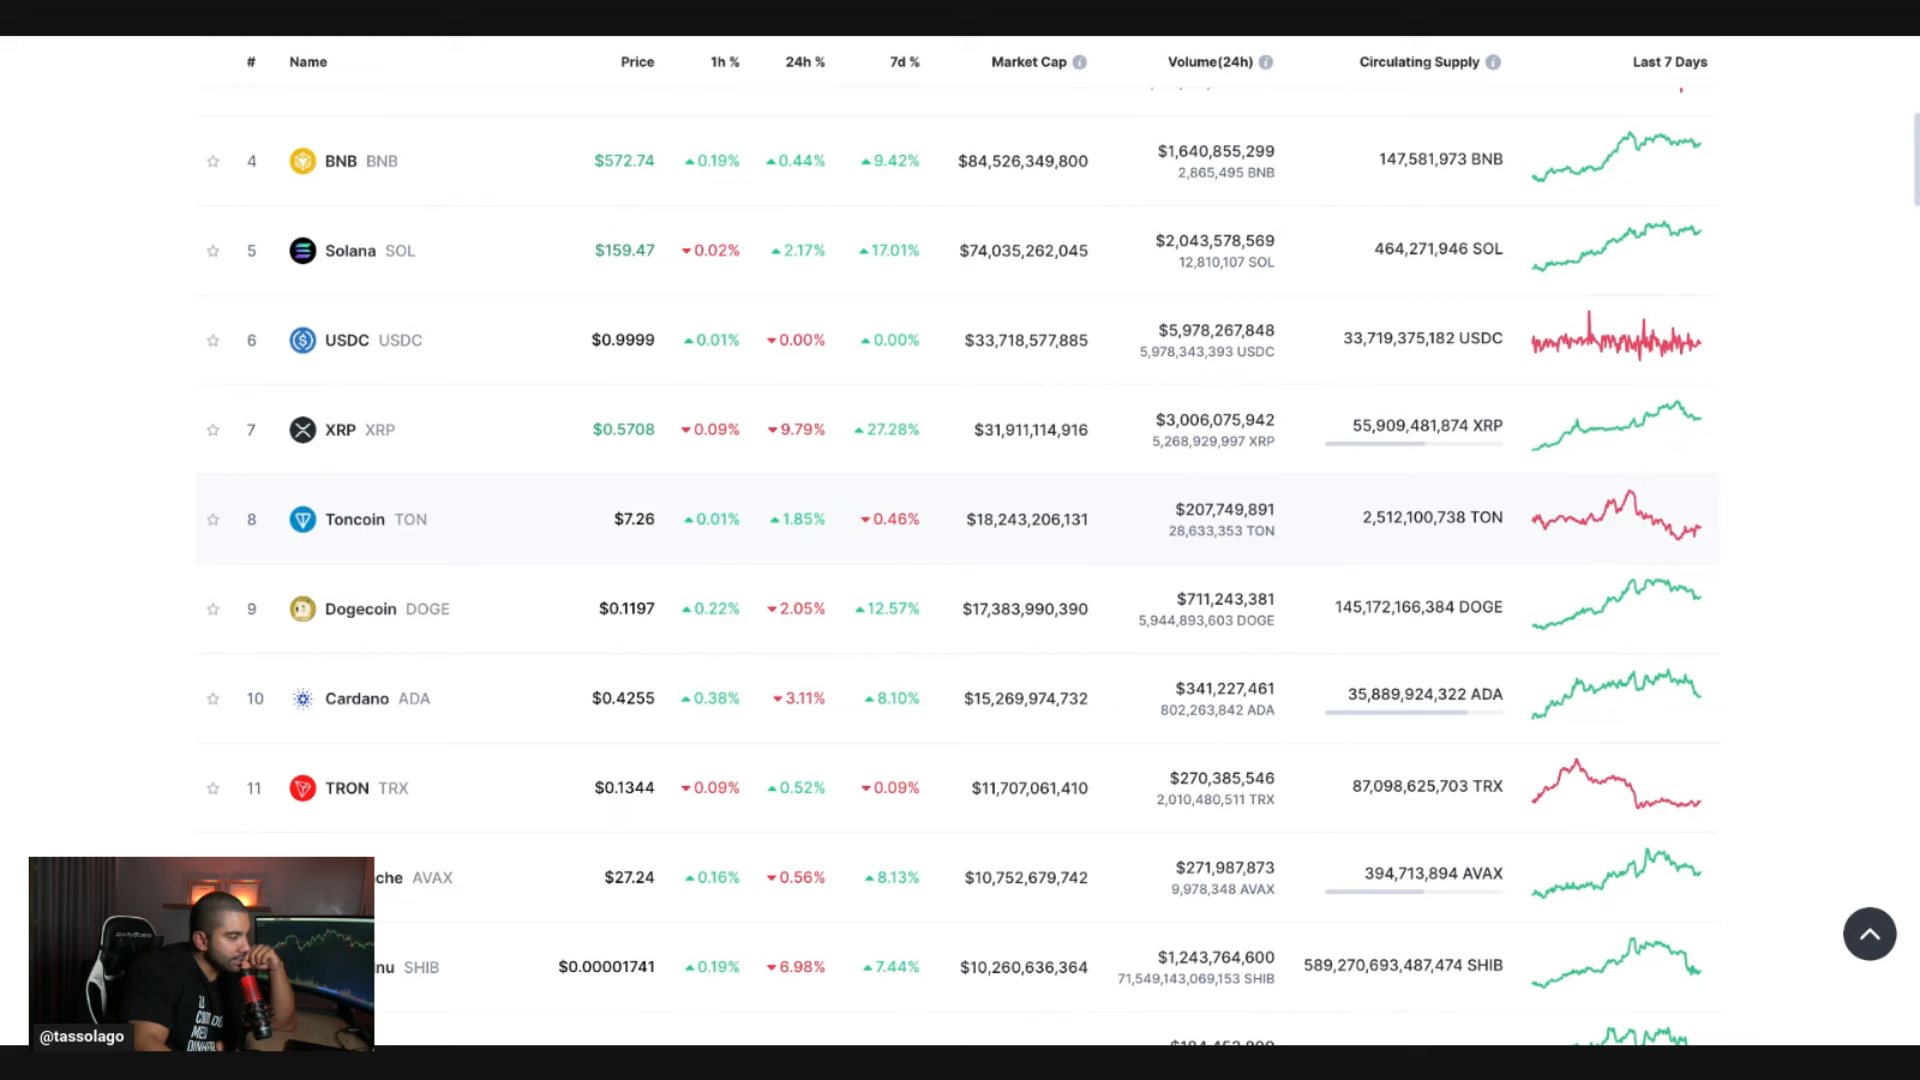 # Name Price 1h % 24h % 7d % Market Cap Volume(24h) Circulating Supply Last 7 Days
4 BNB BNB $572.74 0.19% 0.44% 9.42% $84,526,349,800 $1,640,855,299 147,581,973 BNB
2,865,495 BNB
5 Solana SOL $159.47 0.02% 2.17% 17.01% $74,035,262,045 $2,043,578,569 464,271,946 SOL
12,810,107 SOL
6 USDC USDC $0.9999 0.01% 0.00% 0.00% $33,718,577,885 $5,978,267,848 33,719,375,182 USDC
5,978,343,393 USDC
7 XRP XRP $0.5708 0.09% 9.79% 27.28% $31,911,114,916 $3,006,075,942 55,909,481,874 XRP
5,268,929,997 XRP
8 Toncoin TON $7.26 0.01% 1.85% 0.46% $18,243,206,131 $207,749,891 2,512,100,738 TON
28,633,353 TON
9 Dogecoin DOGE $0.1197 0.22% 2.05% 12.57% $17,383,990,390 $711,243,381 145,172,166,384 DOGE
5,944,893,603 DOGE
10 Cardano ADA $0.4255 0.38% 3.11% 8.10% $15,269,974,732 $341,227,461 35,889,924,322 ADA
802,263,842 ADA
11 TRON TRX $0.1344 0.09% 0.52% 0.09% $11,707,061,410 $270,385,546 87,098,625,703 TRX
2,010,480,511 TRX
che AVAX $27.24 0.16% 0.56% 8.13% $10,752,679,742 $271,987,873 394,713,894 AVAX
9,978,348 AVAX
nu SHIB $0.00001741 0.19% 6.98% 7.44% $10,260,636,364 $1,243,764,600 589,270,693,487,474 SHIB
71,549,143,069,153 SHIB
@tassolago